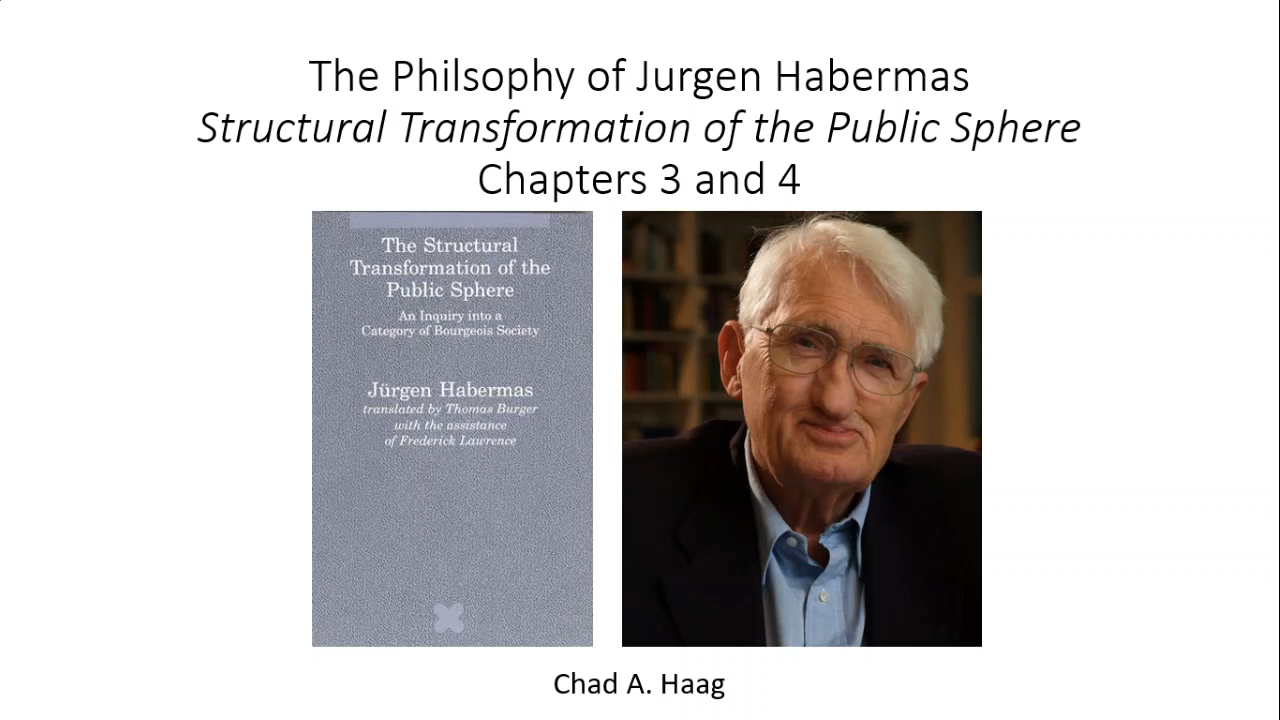 The Philsophy of Jurgen Habermas
Structural Transformation of the Public Sphere
Chapters 3 and 4
The Structural
Transformation of the
Public Sphere
An Inquiry into a
Category of Bourgeois Society
Jürgen Habermas
translated by Thomas Burger
with the assistance
of Frederick Lawrence
Chad A. Haag